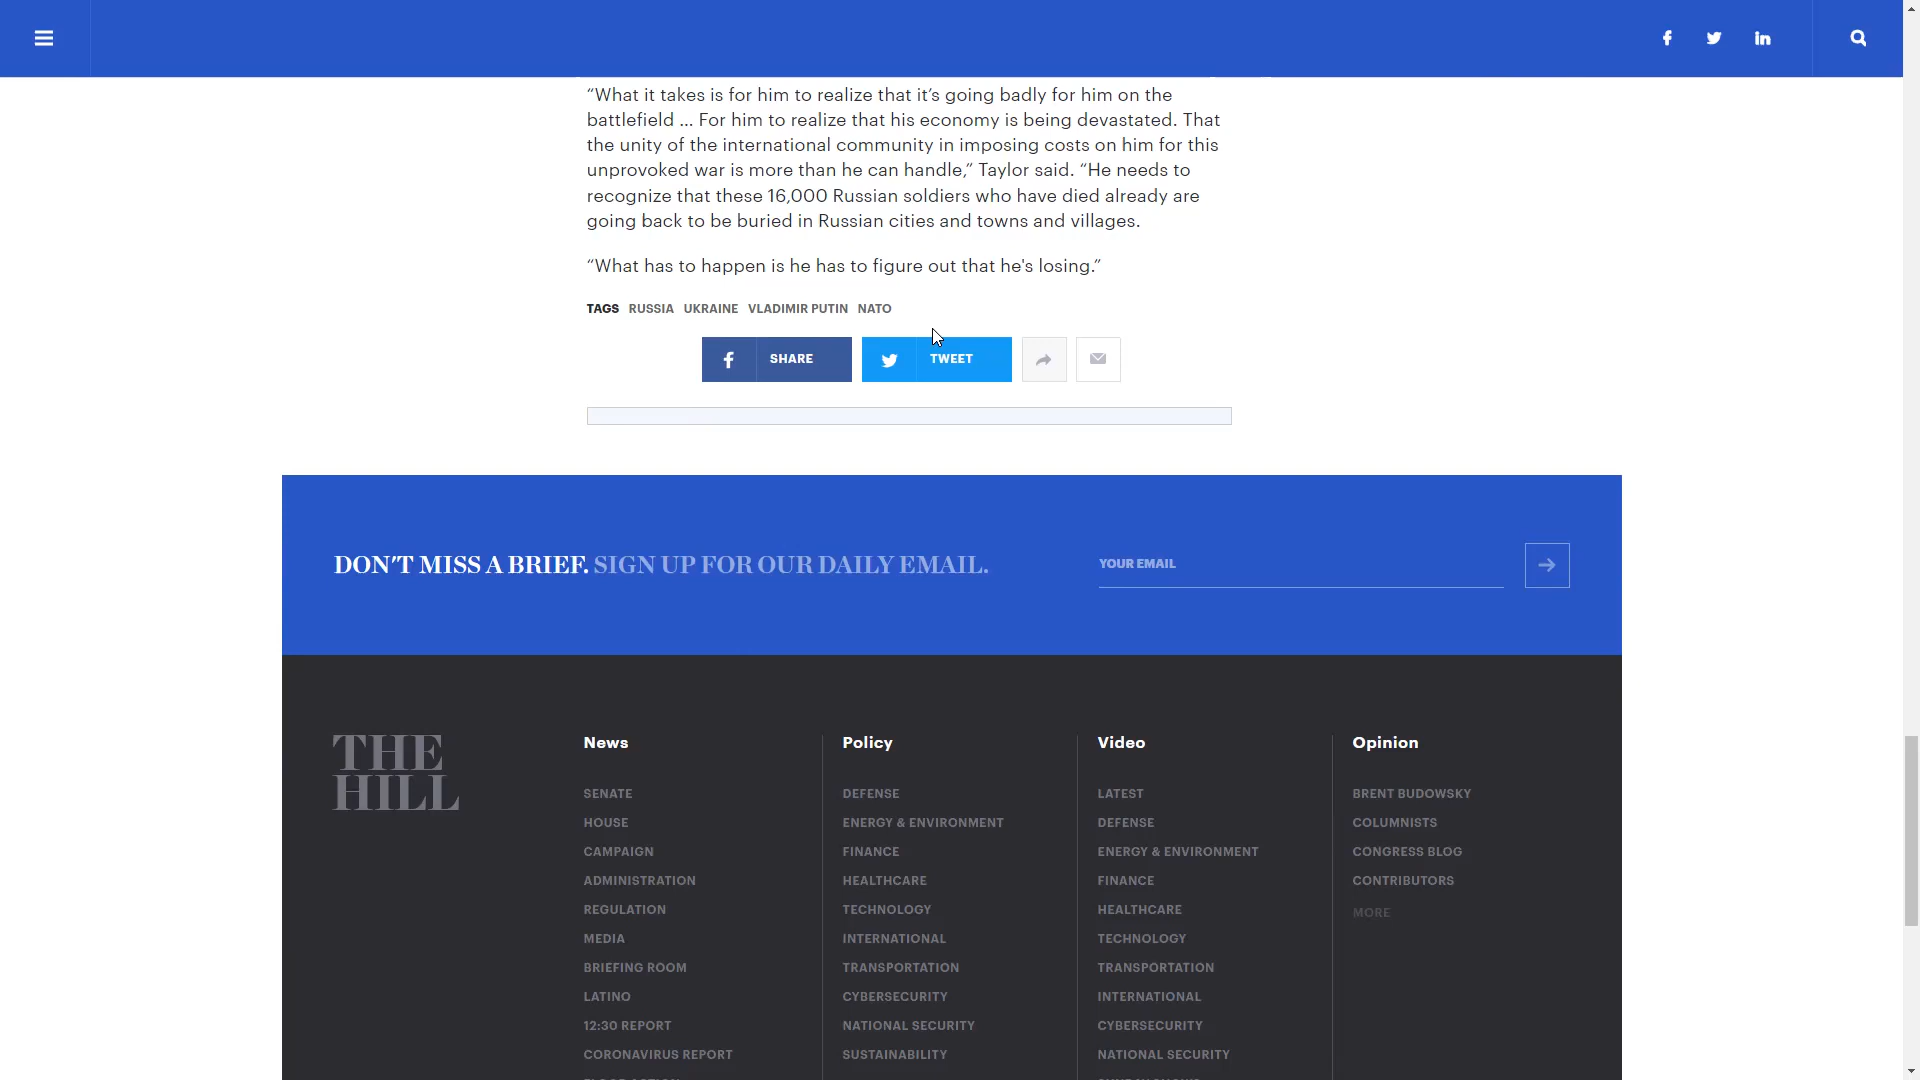 “What it takes is for him to realize that it’s going badly for him on the
battlefield ... For him to realize that his economy is being devastated. That
the unity of the international community in imposing costs on him for this
unprovoked war is more than he can handle,” Taylor said. “He needs to
recognize that these 16,000 Russian soldiers who have died already are
going back to be buried in Russian cities and towns and villages.
“What has to happen is he has to figure out that he's losing.”
TAGS RUSSIA UKRAINE VLADIMIR PUTIN NATO
SHARE TWEET
DON'T MISS A BRIEF. SIGN UP FOR OUR DAILY EMAIL.
YOUR EMAIL
THE
HILL
News
SENATE
HOUSE
CAMPAIGN
ADMINISTRATION
REGULATION
MEDIA
BRIEFING ROOM
LATINO
12:30 REPORT
CORONAVIRUS REPORT
Policy
DEFENSE
ENERGY & ENVIRONMENT
FINANCE
HEALTHCARE
TECHNOLOGY
INTERNATIONAL
TRANSPORTATION
CYBERSECURITY
NATIONAL SECURITY
SUSTAINABILITY
Video
LATEST
DEFENSE
ENERGY & ENVIRONMENT
FINANCE
HEALTHCARE
TECHNOLOGY
TRANSPORTATION
INTERNATIONAL
CYBERSECURITY
NATIONAL SECURITY
Opinion
BRENT BUDOWSKY
COLUMNISTS
CONGRESS BLOG
CONTRIBUTORS
MORE